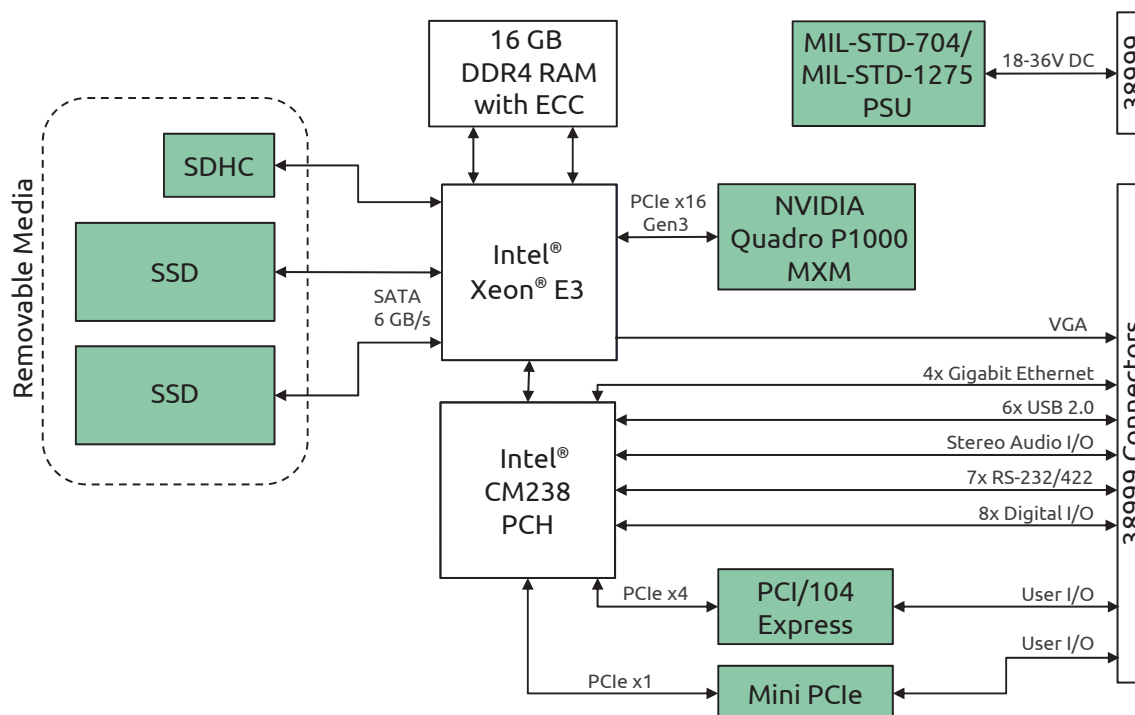 16 GB
DDR4 RAM
with ECC
MIL-STD-704/
MIL-STD-1275
PSU
18-36V DC
38999
Removable Media
SDHC
SSD
SSD
SATA
6 GB/s
Intel®
Xeon® E3
PCIe x16
Gen3
NVIDIA
Quadro P1000
MXM
VGA
4x Gigabit Ethernet
6x USB 2.0
Stereo Audio I/O
7x RS-232/422
8x Digital I/O
38999 Connectors
Intel®
CM238
PCH
PCIe x4
PCI/104
Express
User I/O
User I/O
PCIe x1
Mini PCIe